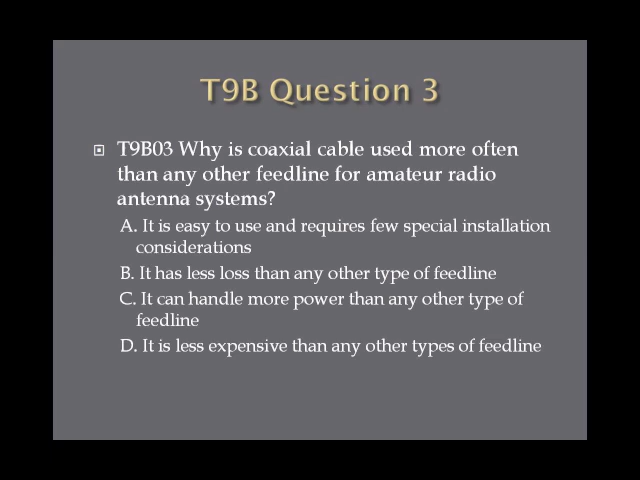 T9B Question 3
T9B03 Why is coaxial cable used more often
than any other feedline for amateur radio
antenna systems?
A. It is easy to use and requires few special installation
considerations
B. It has less loss than any other type of feedline
C. It can handle more power than any other type of
feedline
D. It is less expensive than any other types of feedline